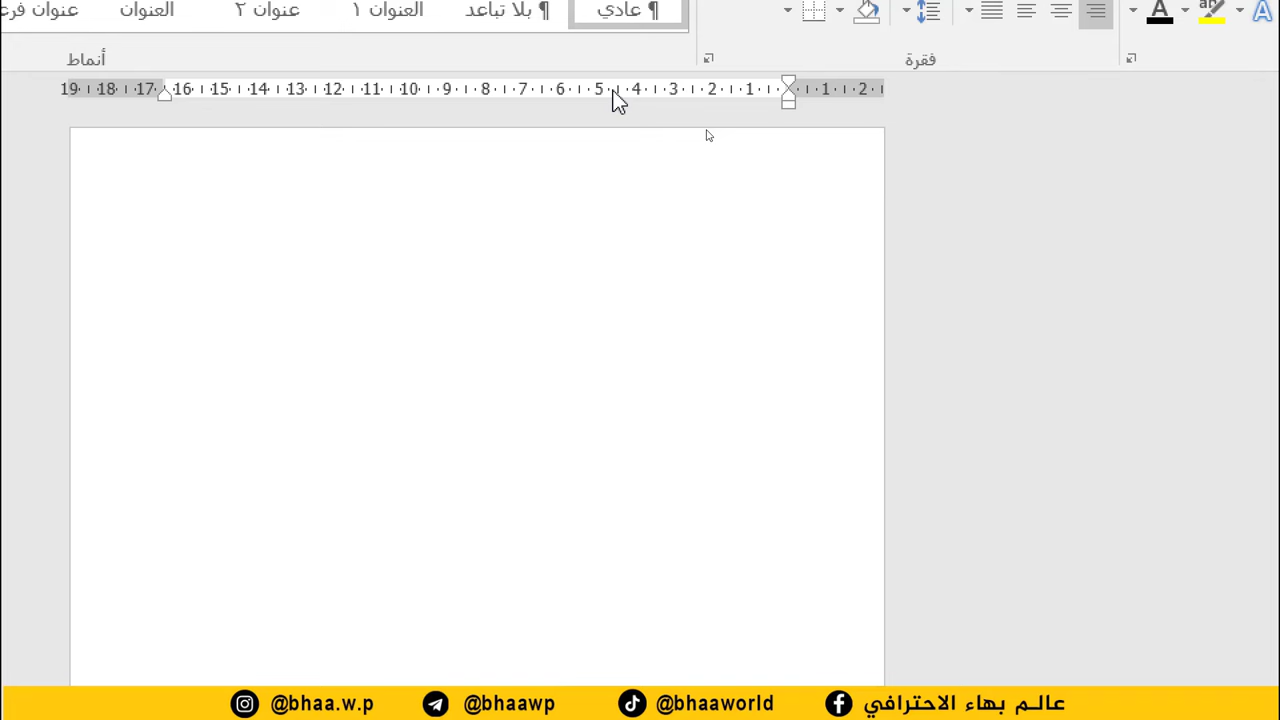 ¶ عادي ¶ بلا تباعد العنوان ١ عنوان ٢ العنوان عنوان فرع
فقرة أنماط
19 18 17 16 15 14 13 12 11 10 9 8 7 6 5 4 3 2 1 1 2
@bhaa.w.p @bhaawp @bhaaworld عالم بهاء الاحترافي